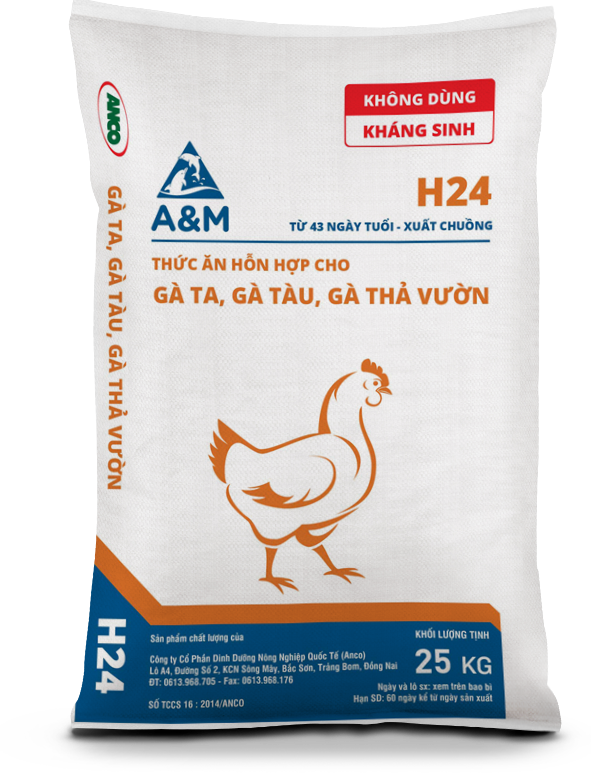 ANCO
KHÔNG DÙNG
KHÁNG SINH
A&M
H24
TỪ 43 NGÀY TUỔI - XUẤT CHUỒNG
THỨC ĂN HỖN HỢP CHO
GÀ TA, GÀ TÀU, GÀ THẢ VƯỜN
GÀ TA, GÀ TÀU, GÀ THẢ VƯỜN
H24
Sản phẩm chất lượng của
Công ty Cổ Phần Dinh Dưỡng Nông Nghiệp Quốc Tế (Anco)
Lô A4, Đường Số 2, KCN Sông Mây, Bắc Sơn, Trảng Bom, Đồng Nai
ĐT: 0613.968.705 - Fax: 0613.968.176
SỐ TCCS 16 : 2014/ANCO
KHỐI LƯỢNG TỊNH
25 KG
Ngày và lô sx: xem trên bao bì
Hạn SD: 60 ngày kể từ ngày sản xuất